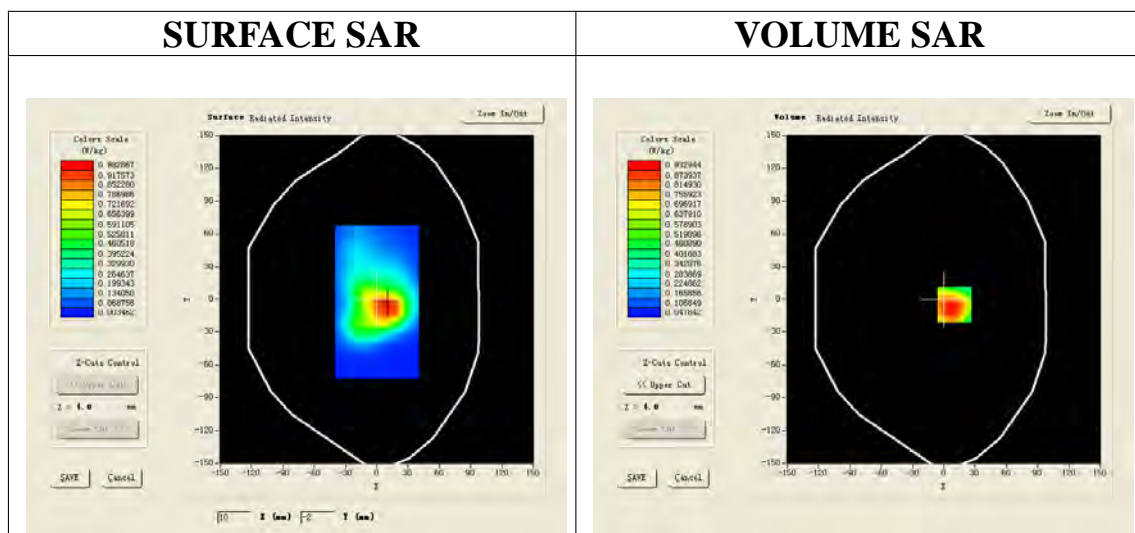 SURFACE SAR
VOLUME SAR
Surface Radiated Intensity
Zoom In/Out
Colors Scale
(W/kg)
0.982867
0.917573
0.852280
0.786986
0.721692
0.656399
0.591105
0.525811
0.460518
0.395224
0.329930
0.264637
0.199343
0.134050
0.068756
0.003462
150
120
90
60
30
0
-30
-60
-90
-120
-150
Y
-150 -120 -90 -60 -30 0 30 60 90 120 150
X
Z-Cuts Control
<< Upper Cut
Z = 4.0 mm
SAVE
Cancel
10 X (mm) -2 Y (mm)
Volume Radiated Intensity
Zoom In/Out
Colors Scale
(W/kg)
0.932944
0.873937
0.814930
0.755923
0.696917
0.637910
0.578903
0.519896
0.460890
0.401883
0.342876
0.283869
0.224862
0.165856
0.106849
0.047842
150
120
90
60
30
0
-30
-60
-90
-120
-150
Y
-150 -120 -90 -60 -30 0 30 60 90 120 150
X
Z-Cuts Control
<< Upper Cut
Z = 4.0 mm
SAVE
Cancel